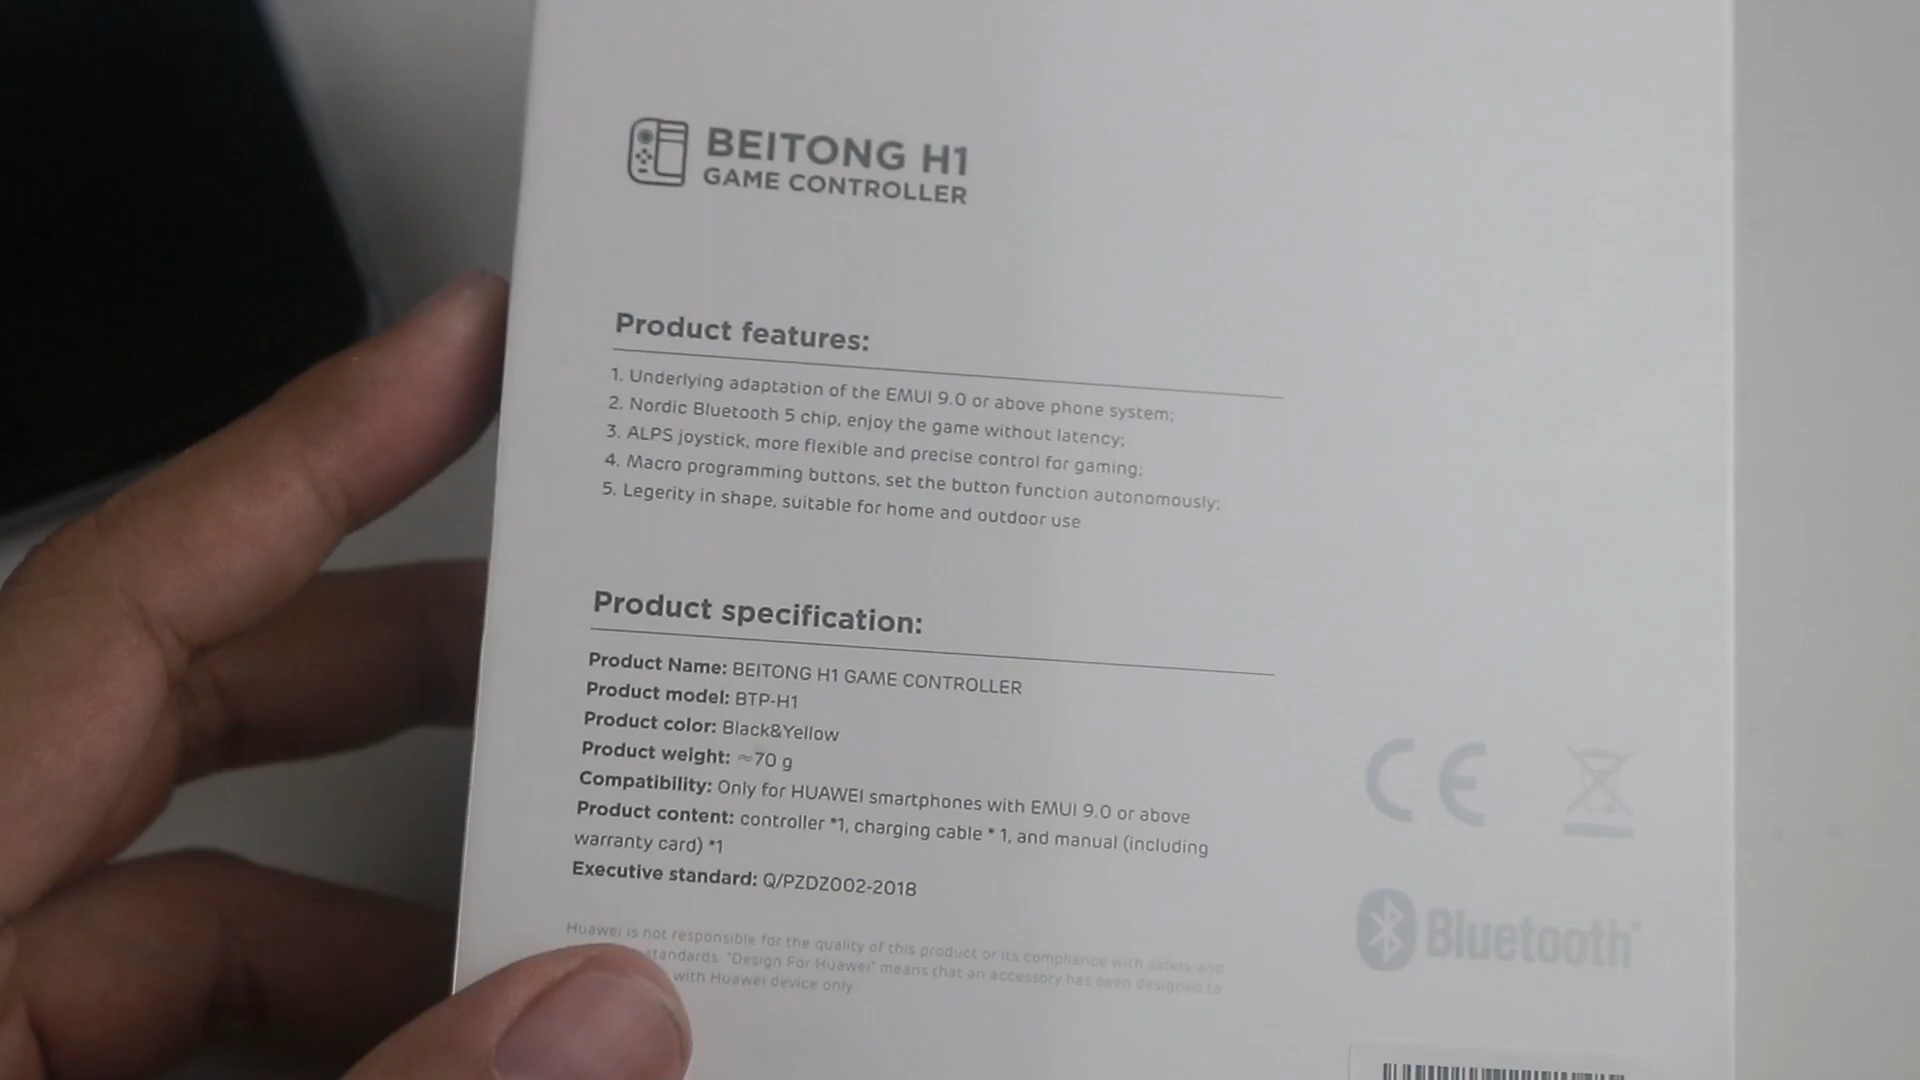 BEITONG H1
GAME CONTROLLER
Product features:
1. Underlying adaptation of the EMUI 9.0 or above phone system;
2. Nordic Bluetooth 5 chip, enjoy the game without latency;
3. ALPS joystick, more flexible and precise control for gaming;
4. Macro programming buttons, set the button function autonomously;
5. Legerity in shape, suitable for home and outdoor use
Product specification:
Product Name: BEITONG H1 GAME CONTROLLER
Product model: BTP-H1
Product color: Black&Yellow
Product weight: ≈70 g
Compatibility: Only for HUAWEI smartphones with EMUI 9.0 or above
Product content: controller *1, charging cable * 1, and manual (including
warranty card) *1
Executive standard: Q/PZDZ002-2018
Huawei is not responsible for the quality of this product or its compliance with safety and
standards. "Design For Huawei" means that an accessory has been designed to
with Huawei device only.
CE
Bluetooth